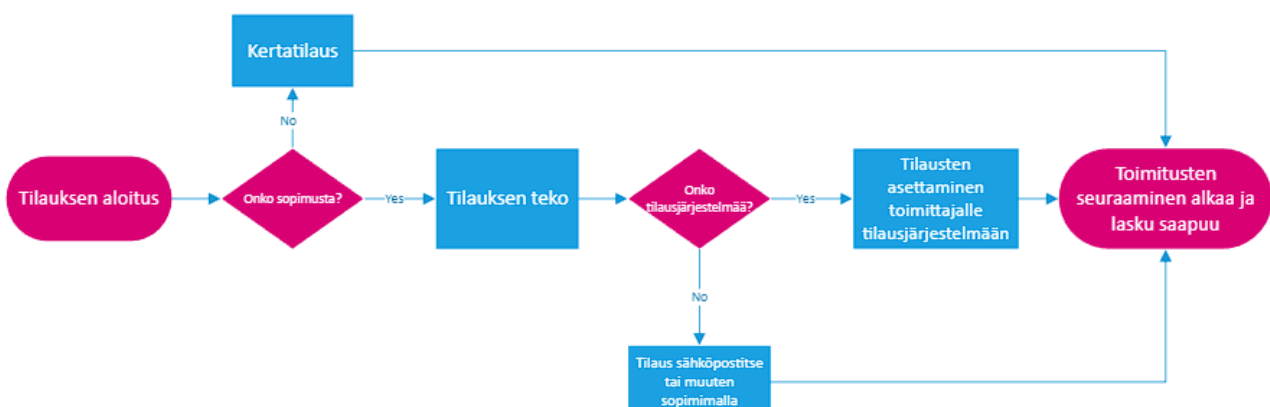 Kertatilaus
No
Tilauksen aloitus
Onko sopimusta?
Yes
Tilauksen teko
Onko
tilausjärjestelmää?
Yes
Tilausten
asettaminen
toimittajalle
tilausjärjestelmään
Toimitusten
seuraaminen alkaa ja
lasku saapuu
No
Tilaus sähköpostitse
tai muuten
sopimimalla